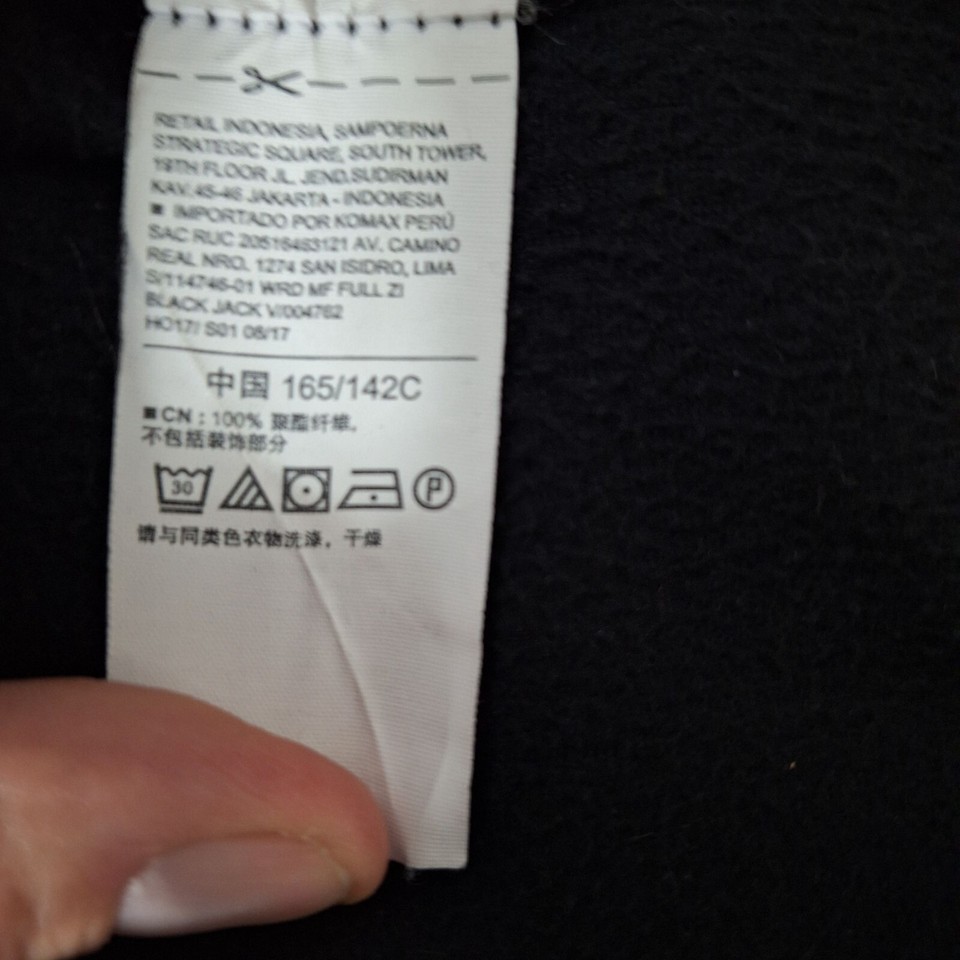 RETAIL INDONESIA, SAMPOERNA
STRATEGIC SQUARE, SOUTH TOWER,
19TH FLOOR JL. JEND.SUDIRMAN
KAV.45-46 JAKARTA - INDONESIA
■ IMPORTADO POR KOMAX PERÚ
SAC RUC 20516463121 AV. CAMINO
REAL NRO. 1274 SAN ISIDRO, LIMA
S/114746-01 WRD MF FULL ZI
BLACK JACK V/004762
HO17/ S01 08/17
中国 165/142C
■CN : 100% 聚酯纤维,
不包括装饰部分
30 P
请与同类色衣物洗涤, 干燥